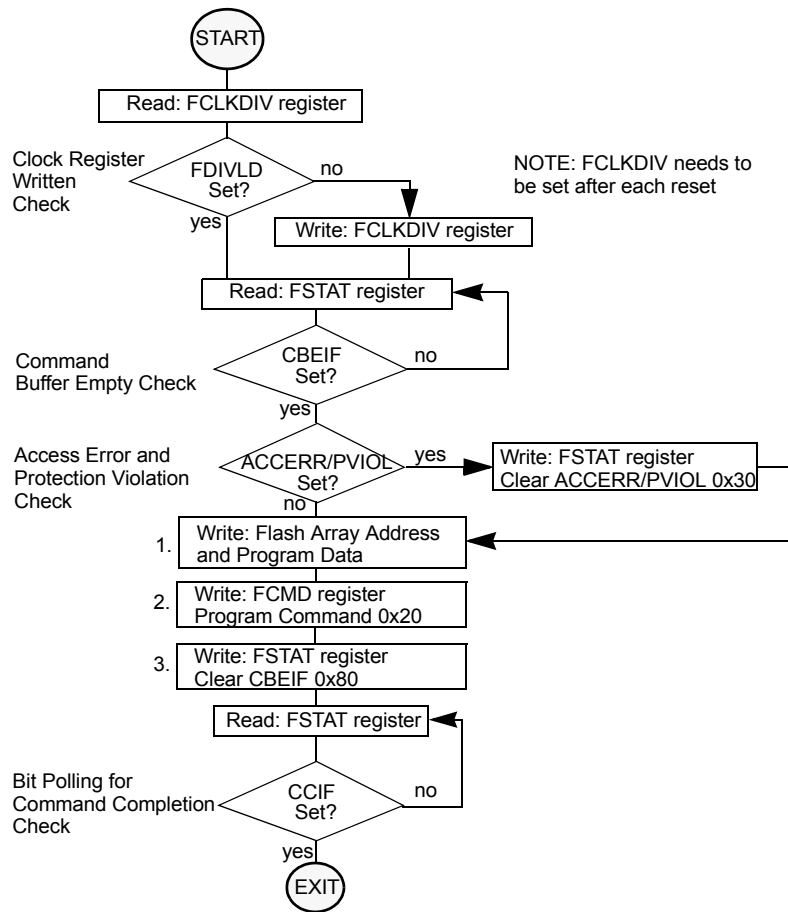 START
Read: FCLKDIV register
Clock Register
Written
Check
FDIVLD
Set?
no
yes
NOTE: FCLKDIV needs to
be set after each reset
Write: FCLKDIV register
Read: FSTAT register
Command
Buffer Empty Check
CBEIF
Set?
no
yes
Access Error and
Protection Violation
Check
ACCERR/PVIOL
Set?
yes
no
Write: FSTAT register
Clear ACCERR/PVIOL 0x30
1.
Write: Flash Array Address
and Program Data
2.
Write: FCMD register
Program Command 0x20
3.
Write: FSTAT register
Clear CBEIF 0x80
Read: FSTAT register
Bit Polling for
Command Completion
Check
CCIF
Set?
no
yes
EXIT